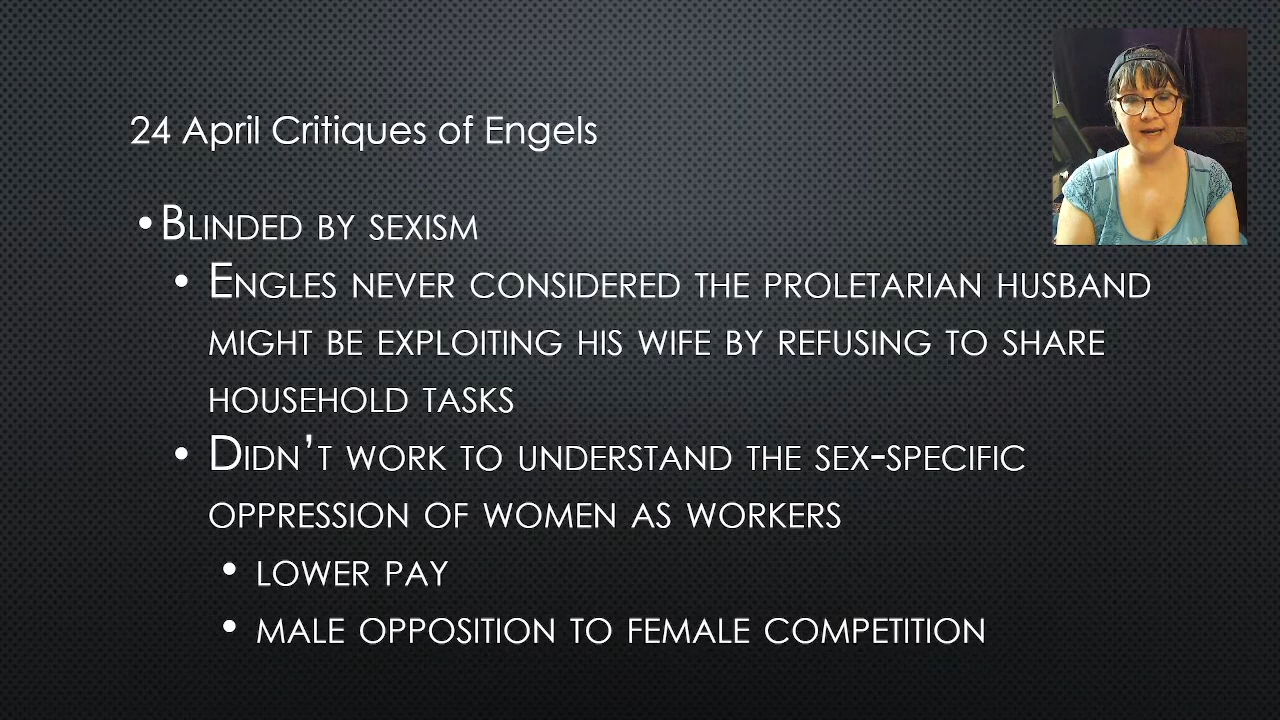 24 April Critiques of Engels
• Blinded by sexism
• Engles never considered the proletarian husband
might be exploiting his wife by refusing to share
household tasks
• Didn’t work to understand the sex-specific
oppression of women as workers
• lower pay
• male opposition to female competition